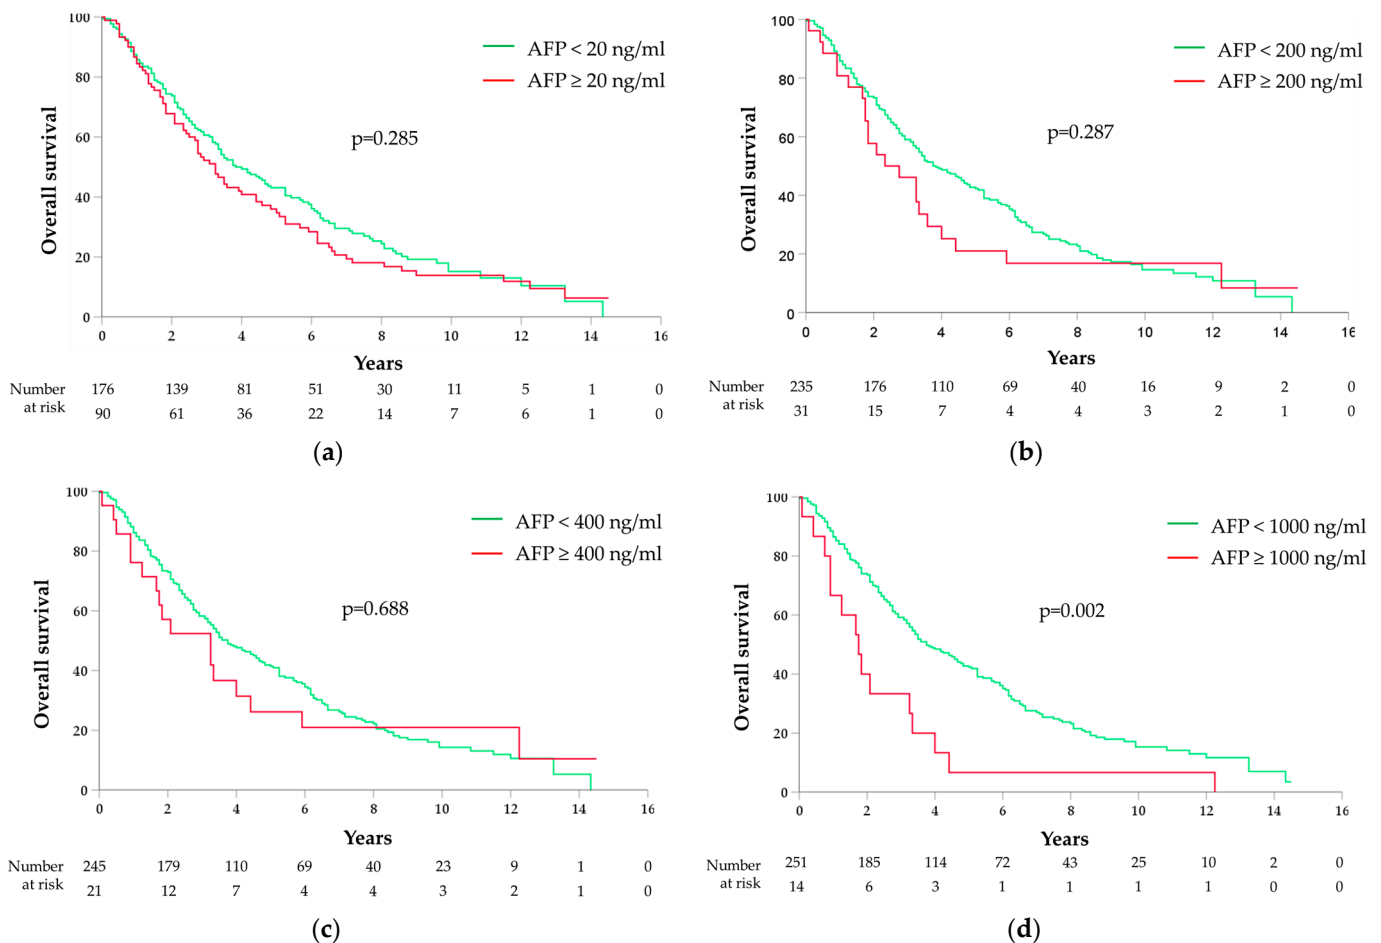 100
80
60
40
20
0
Overall survival
AFP < 20 ng/ml
AFP ≥ 20 ng/ml
p=0.285
0 2 4 6 8 10 12 14 16
Years
Number at risk
176 139 81 51 30 11 5 1 0
90 61 36 22 14 7 6 1 0
(a)
100
80
60
40
20
0
Overall survival
AFP < 200 ng/ml
AFP ≥ 200 ng/ml
p=0.287
0 2 4 6 8 10 12 14 16
Years
Number at risk
235 176 110 69 40 16 9 2 0
31 15 7 4 4 3 2 1 0
(b)
100
80
60
40
20
0
Overall survival
AFP < 400 ng/ml
AFP ≥ 400 ng/ml
p=0.688
0 2 4 6 8 10 12 14 16
Years
Number at risk
245 179 110 69 40 23 9 1 0
21 12 7 4 4 3 2 1 0
(c)
100
80
60
40
20
0
Overall survival
AFP < 1000 ng/ml
AFP ≥ 1000 ng/ml
p=0.002
0 2 4 6 8 10 12 14 16
Years
Number at risk
251 185 114 72 43 25 10 2 0
14 6 3 1 1 1 1 0 0
(d)